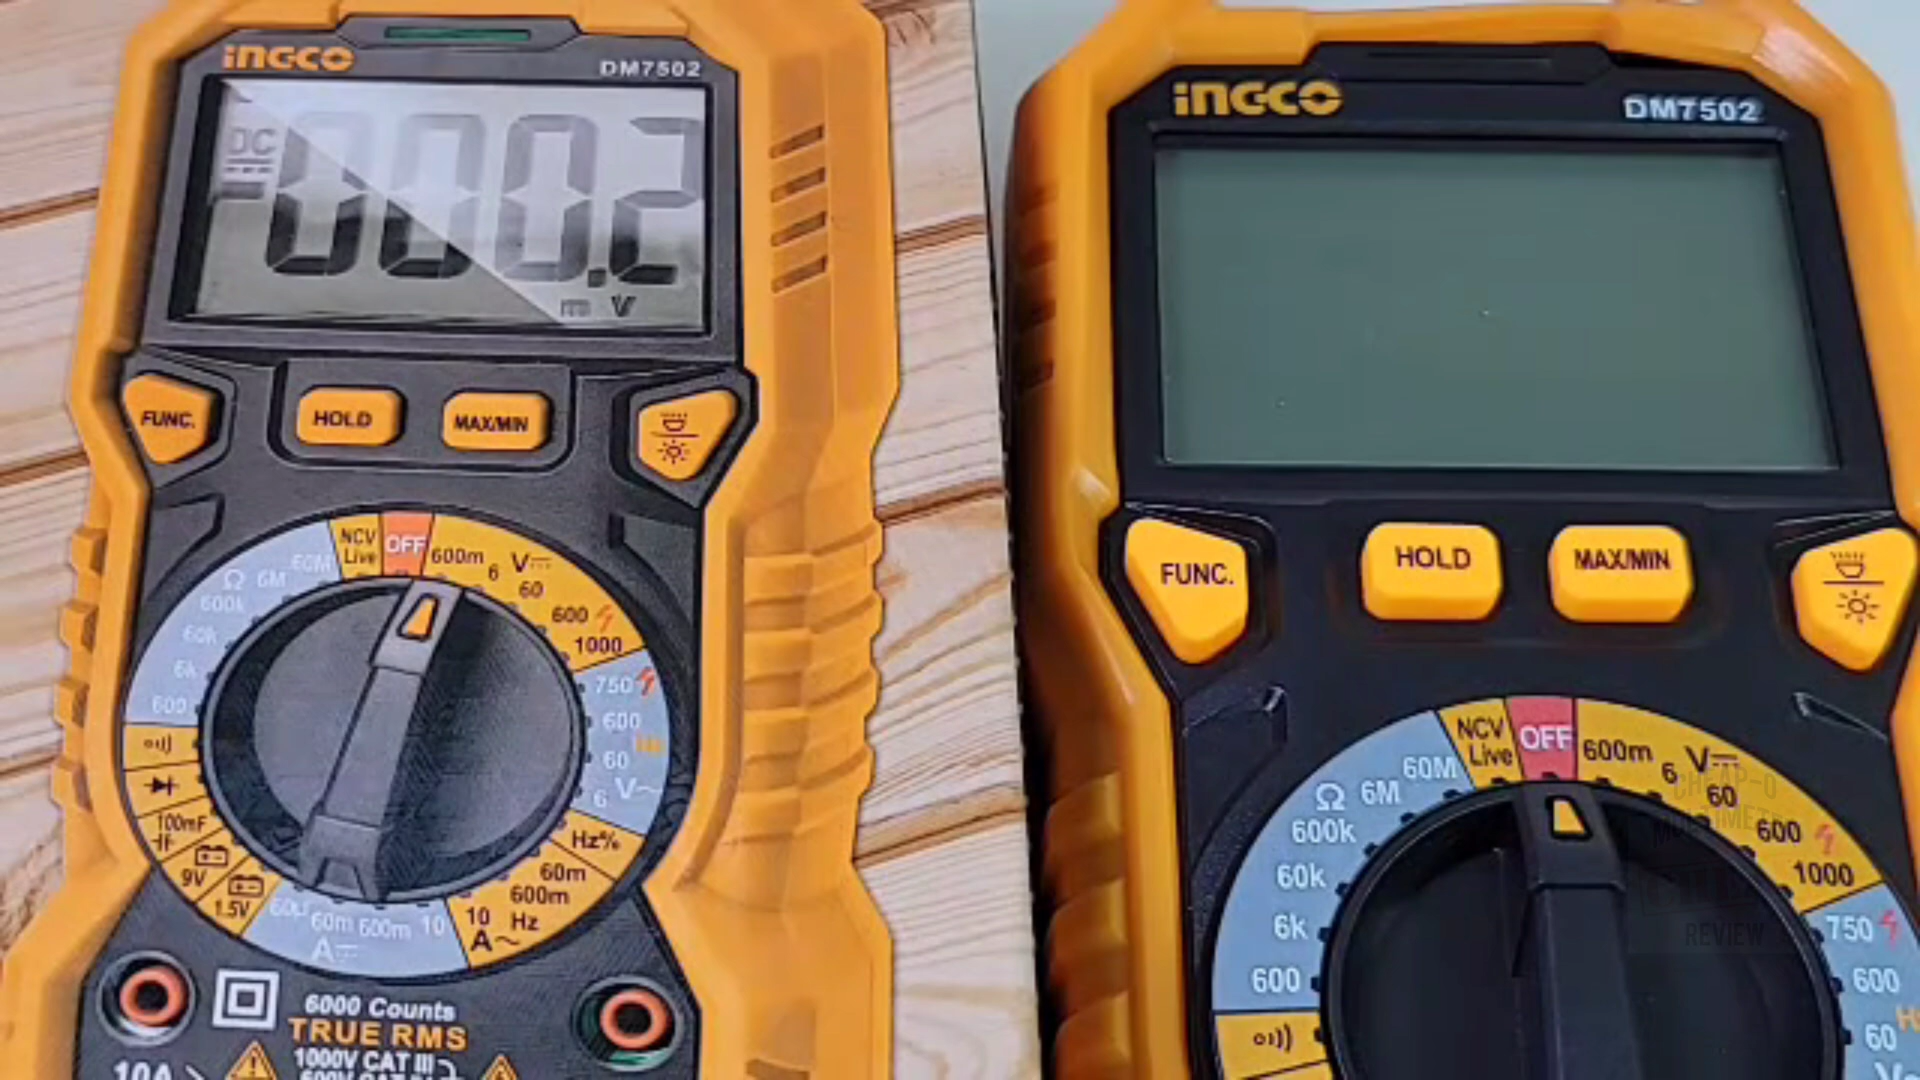 INGCO
DM7502
DC
-000.2
m V
FUNC.
HOLD
MAX/MIN
NCV
Live
OFF
600m
V
6
60
600
1000
750
600
60
6
V~
Hz%
60m
600m
10
Hz
A~
60M
Ω
6M
600k
60k
6k
600
100mF
9V
1.5V
60m
600m
10
A
6000 Counts
TRUE RMS
1000V CAT III
10A
INGCO
DM7502
FUNC.
HOLD
MAX/MIN
NCV
Live
OFF
600m
V
6
60
600
1000
750
600
60
60M
Ω
6M
600k
60k
6k
600
CHEAP-O
REVIEW